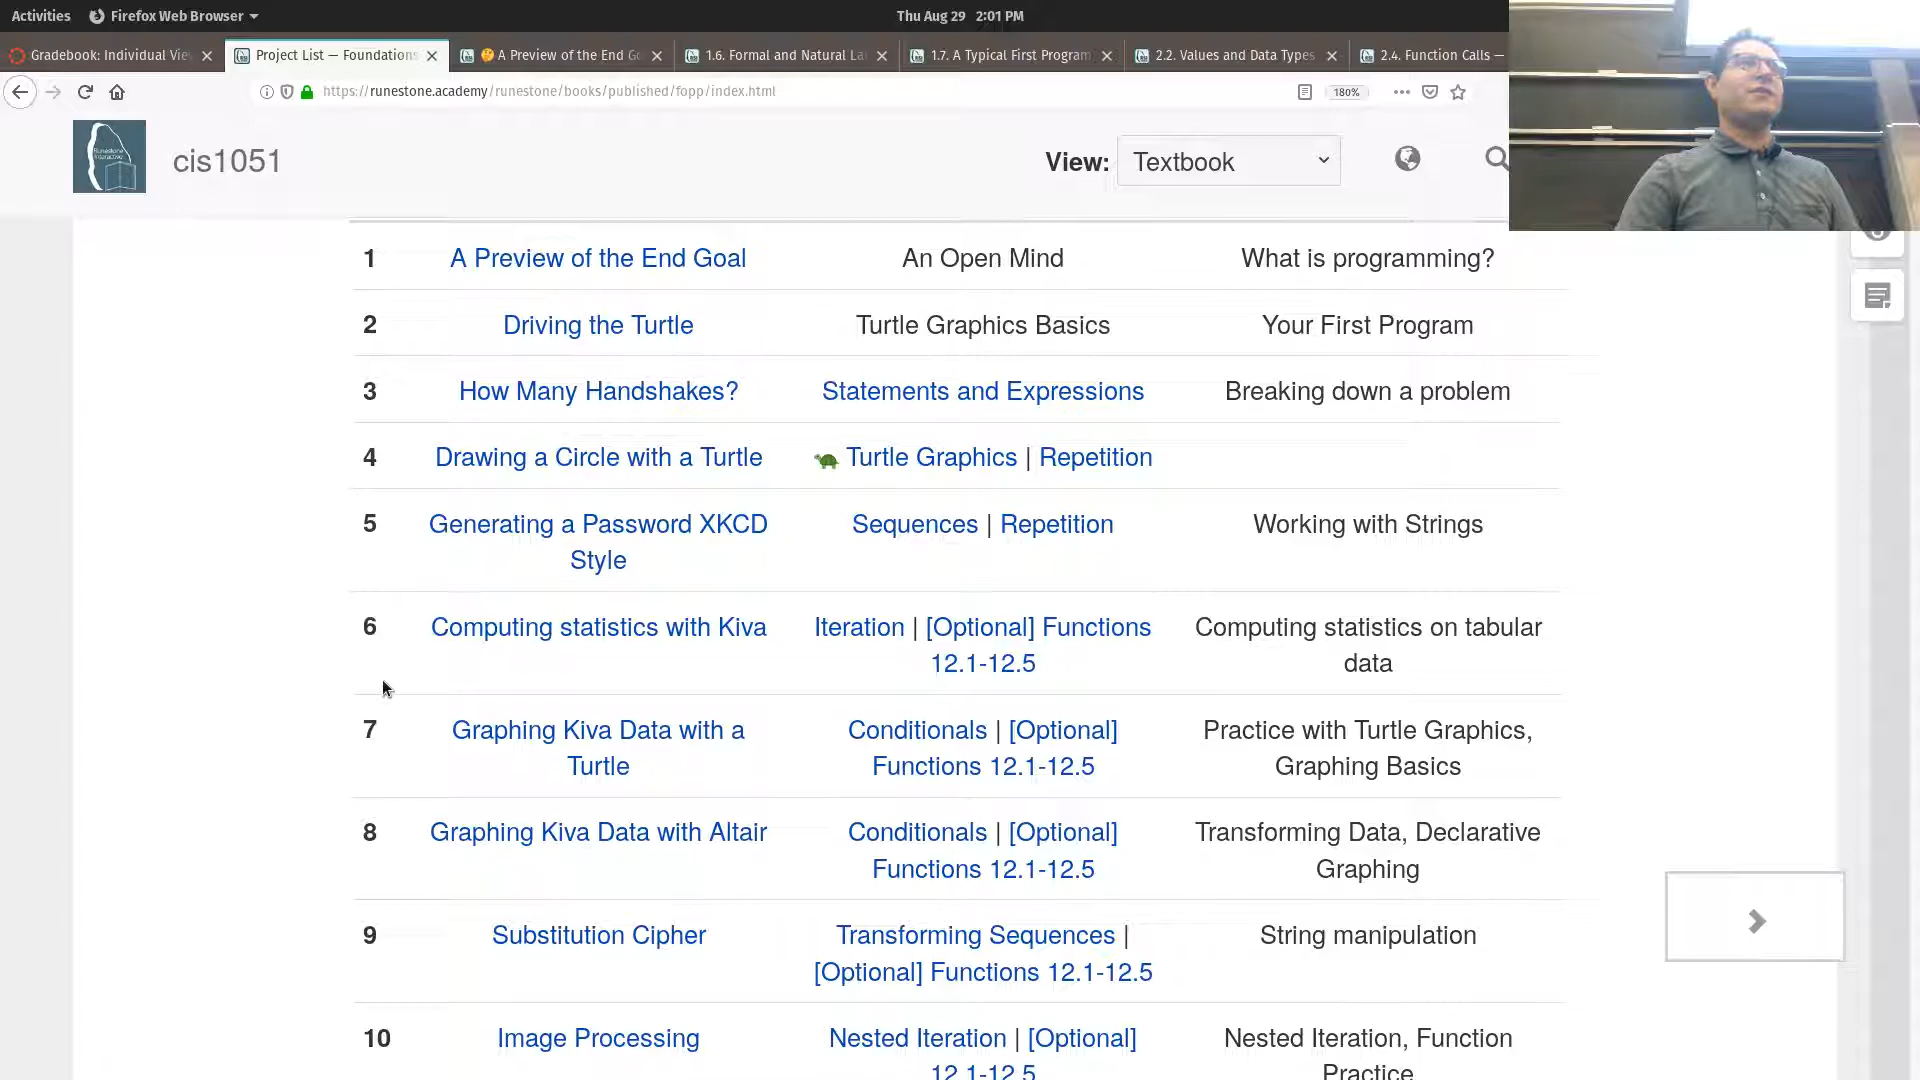 Activities Firefox Web Browser Thu Aug 29 2:01 PM
Gradebook: Individual Vie Project List — Foundations 🤔 A Preview of the End Go 1.6. Formal and Natural La 1.7. A Typical First Program 2.2. Values and Data Types 2.4. Function Calls —
https://runestone.academy/runestone/books/published/fopp/index.html 180%
cis1051 View: Textbook
1 A Preview of the End Goal An Open Mind What is programming?
2 Driving the Turtle Turtle Graphics Basics Your First Program
3 How Many Handshakes? Statements and Expressions Breaking down a problem
4 Drawing a Circle with a Turtle 🐢 Turtle Graphics | Repetition
5 Generating a Password XKCD Sequences | Repetition Working with Strings
Style
6 Computing statistics with Kiva Iteration | [Optional] Functions Computing statistics on tabular
12.1-12.5 data
7 Graphing Kiva Data with a Conditionals | [Optional] Practice with Turtle Graphics,
Turtle Functions 12.1-12.5 Graphing Basics
8 Graphing Kiva Data with Altair Conditionals | [Optional] Transforming Data, Declarative
Functions 12.1-12.5 Graphing
9 Substitution Cipher Transforming Sequences | String manipulation
[Optional] Functions 12.1-12.5
10 Image Processing Nested Iteration | [Optional] Nested Iteration, Function
12.1-12.5 Practice